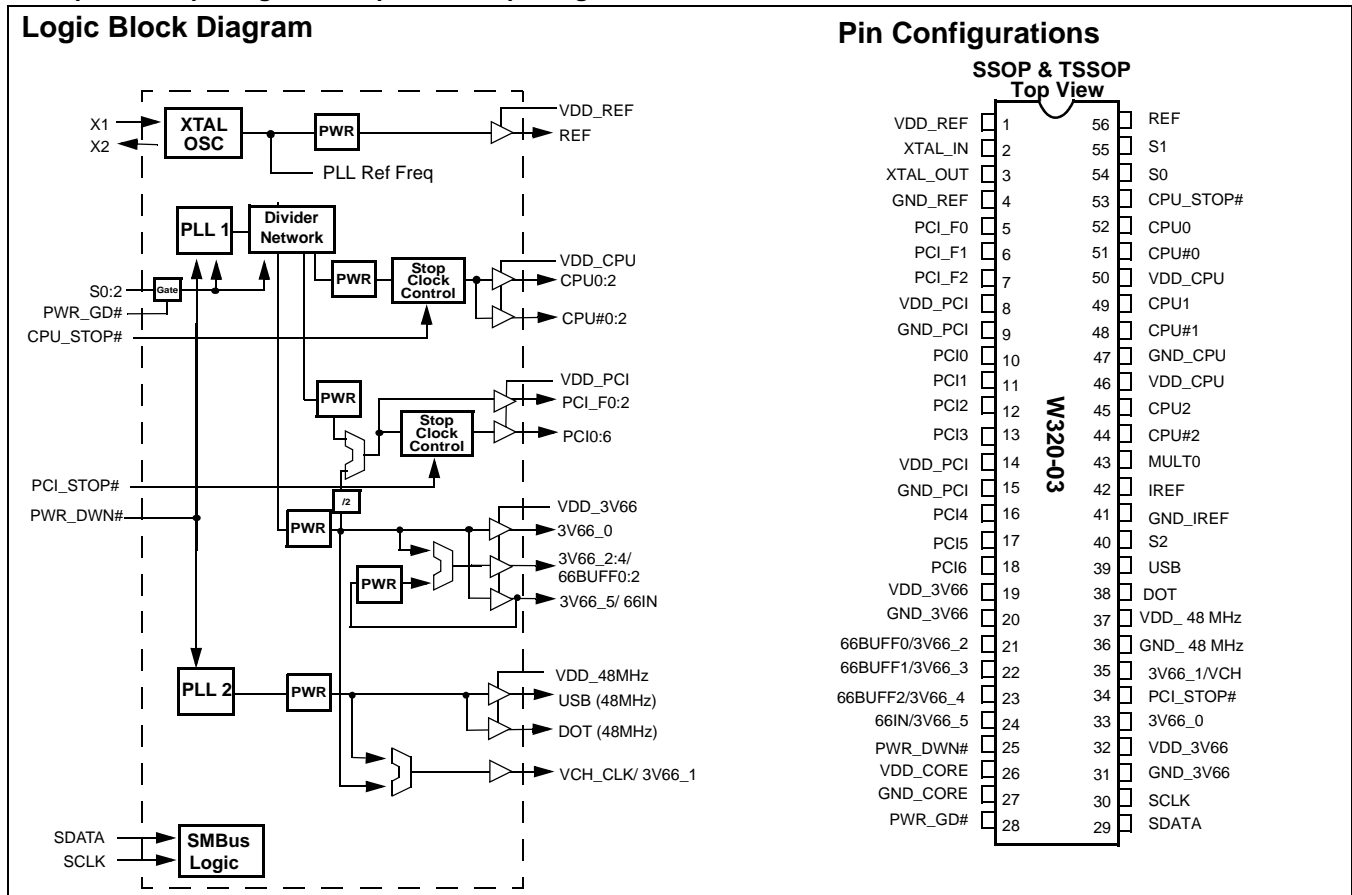 Logic Block Diagram
X1
X2
XTAL
OSC
PWR
VDD_REF
REF
PLL Ref Freq
PLL 1
Divider
Network
S0:2
Gate
PWR_GD#
CPU_STOP#
PWR
Stop
Clock
Control
VDD_CPU
CPU0:2
CPU#0:2
PWR
Stop
Clock
Control
VDD_PCI
PCI_F0:2
PCI0:6
PCI_STOP#
PWR_DWN#
/2
PWR
PWR
VDD_3V66
3V66_0
3V66_2:4/
66BUFF0:2
3V66_5/ 66IN
PLL 2
PWR
VDD_48MHz
USB (48MHz)
DOT (48MHz)
VCH_CLK/ 3V66_1
SDATA
SCLK
SMBus
Logic
Pin Configurations
SSOP & TSSOP
Top View
W320-03
VDD_REF 1
XTAL_IN 2
XTAL_OUT 3
GND_REF 4
PCI_F0 5
PCI_F1 6
PCI_F2 7
VDD_PCI 8
GND_PCI 9
PCI0 10
PCI1 11
PCI2 12
PCI3 13
VDD_PCI 14
GND_PCI 15
PCI4 16
PCI5 17
PCI6 18
VDD_3V66 19
GND_3V66 20
66BUFF0/3V66_2 21
66BUFF1/3V66_3 22
66BUFF2/3V66_4 23
66IN/3V66_5 24
PWR_DWN# 25
VDD_CORE 26
GND_CORE 27
PWR_GD# 28
56 REF
55 S1
54 S0
53 CPU_STOP#
52 CPU0
51 CPU#0
50 VDD_CPU
49 CPU1
48 CPU#1
47 GND_CPU
46 VDD_CPU
45 CPU2
44 CPU#2
43 MULT0
42 IREF
41 GND_IREF
40 S2
39 USB
38 DOT
37 VDD_ 48 MHz
36 GND_ 48 MHz
35 3V66_1/VCH
34 PCI_STOP#
33 3V66_0
32 VDD_3V66
31 GND_3V66
30 SCLK
29 SDATA